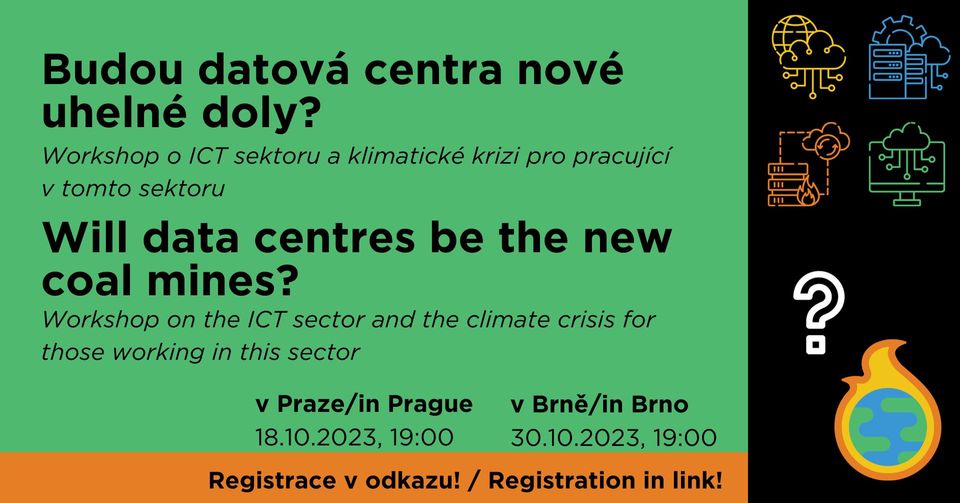 Budou datová centra nové
uhelné doly?
Workshop o ICT sektoru a klimatické krizi pro pracující
v tomto sektoru
Will data centres be the new
coal mines?
Workshop on the ICT sector and the climate crisis for
those working in this sector
v Praze/in Prague
18.10.2023, 19:00
v Brně/in Brno
30.10.2023, 19:00
Registrace v odkazu! / Registration in link!
?